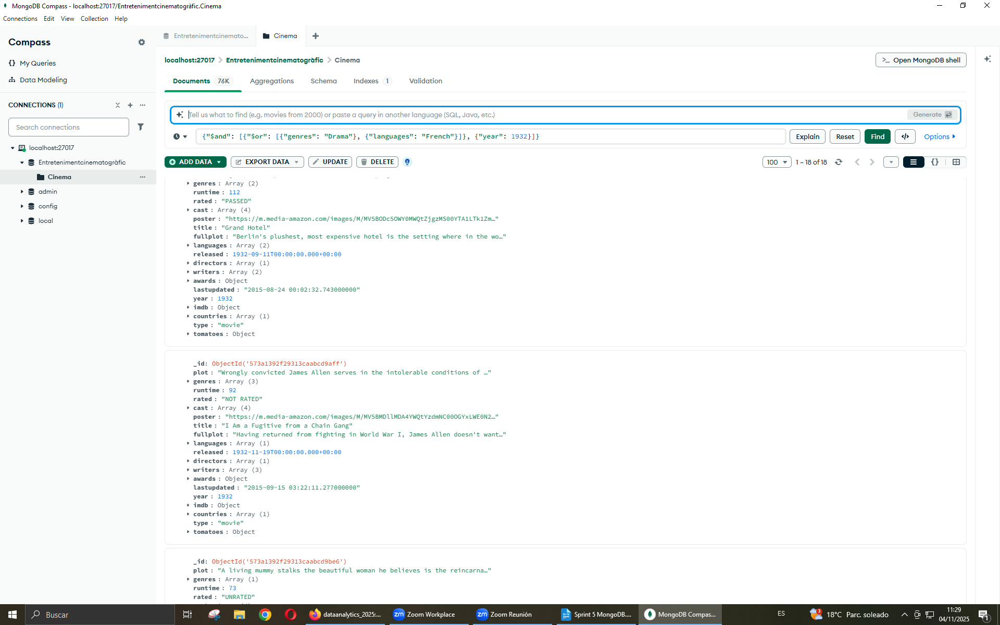 MongoDB Compass - localhost:27017/Entretenimentcinematogràfic.Cinema
Connections Edit View Collection Help
Compass
Entretenimentcinemato...
Cinema
My Queries
Data Modeling
localhost:27017 > Entretenimentcinematogràfic > Cinema
>_ Open MongoDB shell
Documents 76K Aggregations Schema Indexes 1 Validation
CONNECTIONS (1)
Search connections
localhost:27017
Entretenimentcinematogràfic
Cinema
admin
config
local
Tell us what to find (e.g. movies from 2000) or paste a query in another language (SQL, Java, etc.)
Generate
{"$and": [{"$or": [{"genres": "Drama"}, {"languages": "French"}]}, {"year": 1932}]}
Explain Reset Find </> Options
ADD DATA EXPORT DATA UPDATE DELETE
100 1 – 18 of 18 {}
genres : Array (2)
runtime : 112
rated : "PASSED"
cast : Array (4)
poster : "https://m.media-amazon.com/images/M/MV5BODc5OWY0MWQtZjgzMS00YTA1LTk1Zm…"
title : "Grand Hotel"
fullplot : "Berlin's plushest, most expensive hotel is the setting where in the wo…"
languages : Array (2)
released : 1932-09-11T00:00:00.000+00:00
directors : Array (1)
writers : Array (2)
awards : Object
lastupdated : "2015-08-24 00:02:32.743000000"
year : 1932
imdb : Object
countries : Array (1)
type : "movie"
tomatoes : Object
_id: ObjectId('573a1392f29313caabcd9aff')
plot : "Wrongly convicted James Allen serves in the intolerable conditions of …"
genres : Array (3)
runtime : 92
rated : "NOT RATED"
cast : Array (4)
poster : "https://m.media-amazon.com/images/M/MV5BMDllMDA4YWQtYzdmNC00OGYxLWE0N2…"
title : "I Am a Fugitive from a Chain Gang"
fullplot : "Having returned from fighting in World War I, James Allen doesn't want…"
languages : Array (1)
released : 1932-11-19T00:00:00.000+00:00
directors : Array (1)
writers : Array (3)
awards : Object
lastupdated : "2015-09-15 03:22:11.277000000"
year : 1932
imdb : Object
countries : Array (1)
type : "movie"
tomatoes : Object
_id: ObjectId('573a1392f29313caabcd9be6')
plot : "A living mummy stalks the beautiful woman he believes is the reincarna…"
genres : Array (1)
runtime : 73
rated : "UNRATED"
Buscar
dataanalytics_2025:...
zm Zoom Workplace
zm Zoom Reunión
Sprint 5 MongoDB....
MongoDB Compas...
ES
3
18°C Parc. soleado
11:29
04/11/2025
1